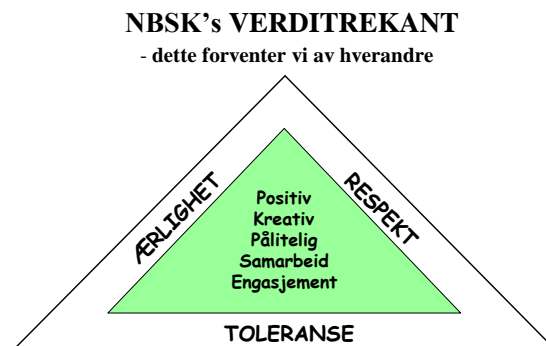 NBSK's VERDITREKANT
- dette forventer vi av hverandre
ÆRLIGHET
RESPEKT
Positiv
Kreativ
Pålitelig
Samarbeid
Engasjement
TOLERANSE